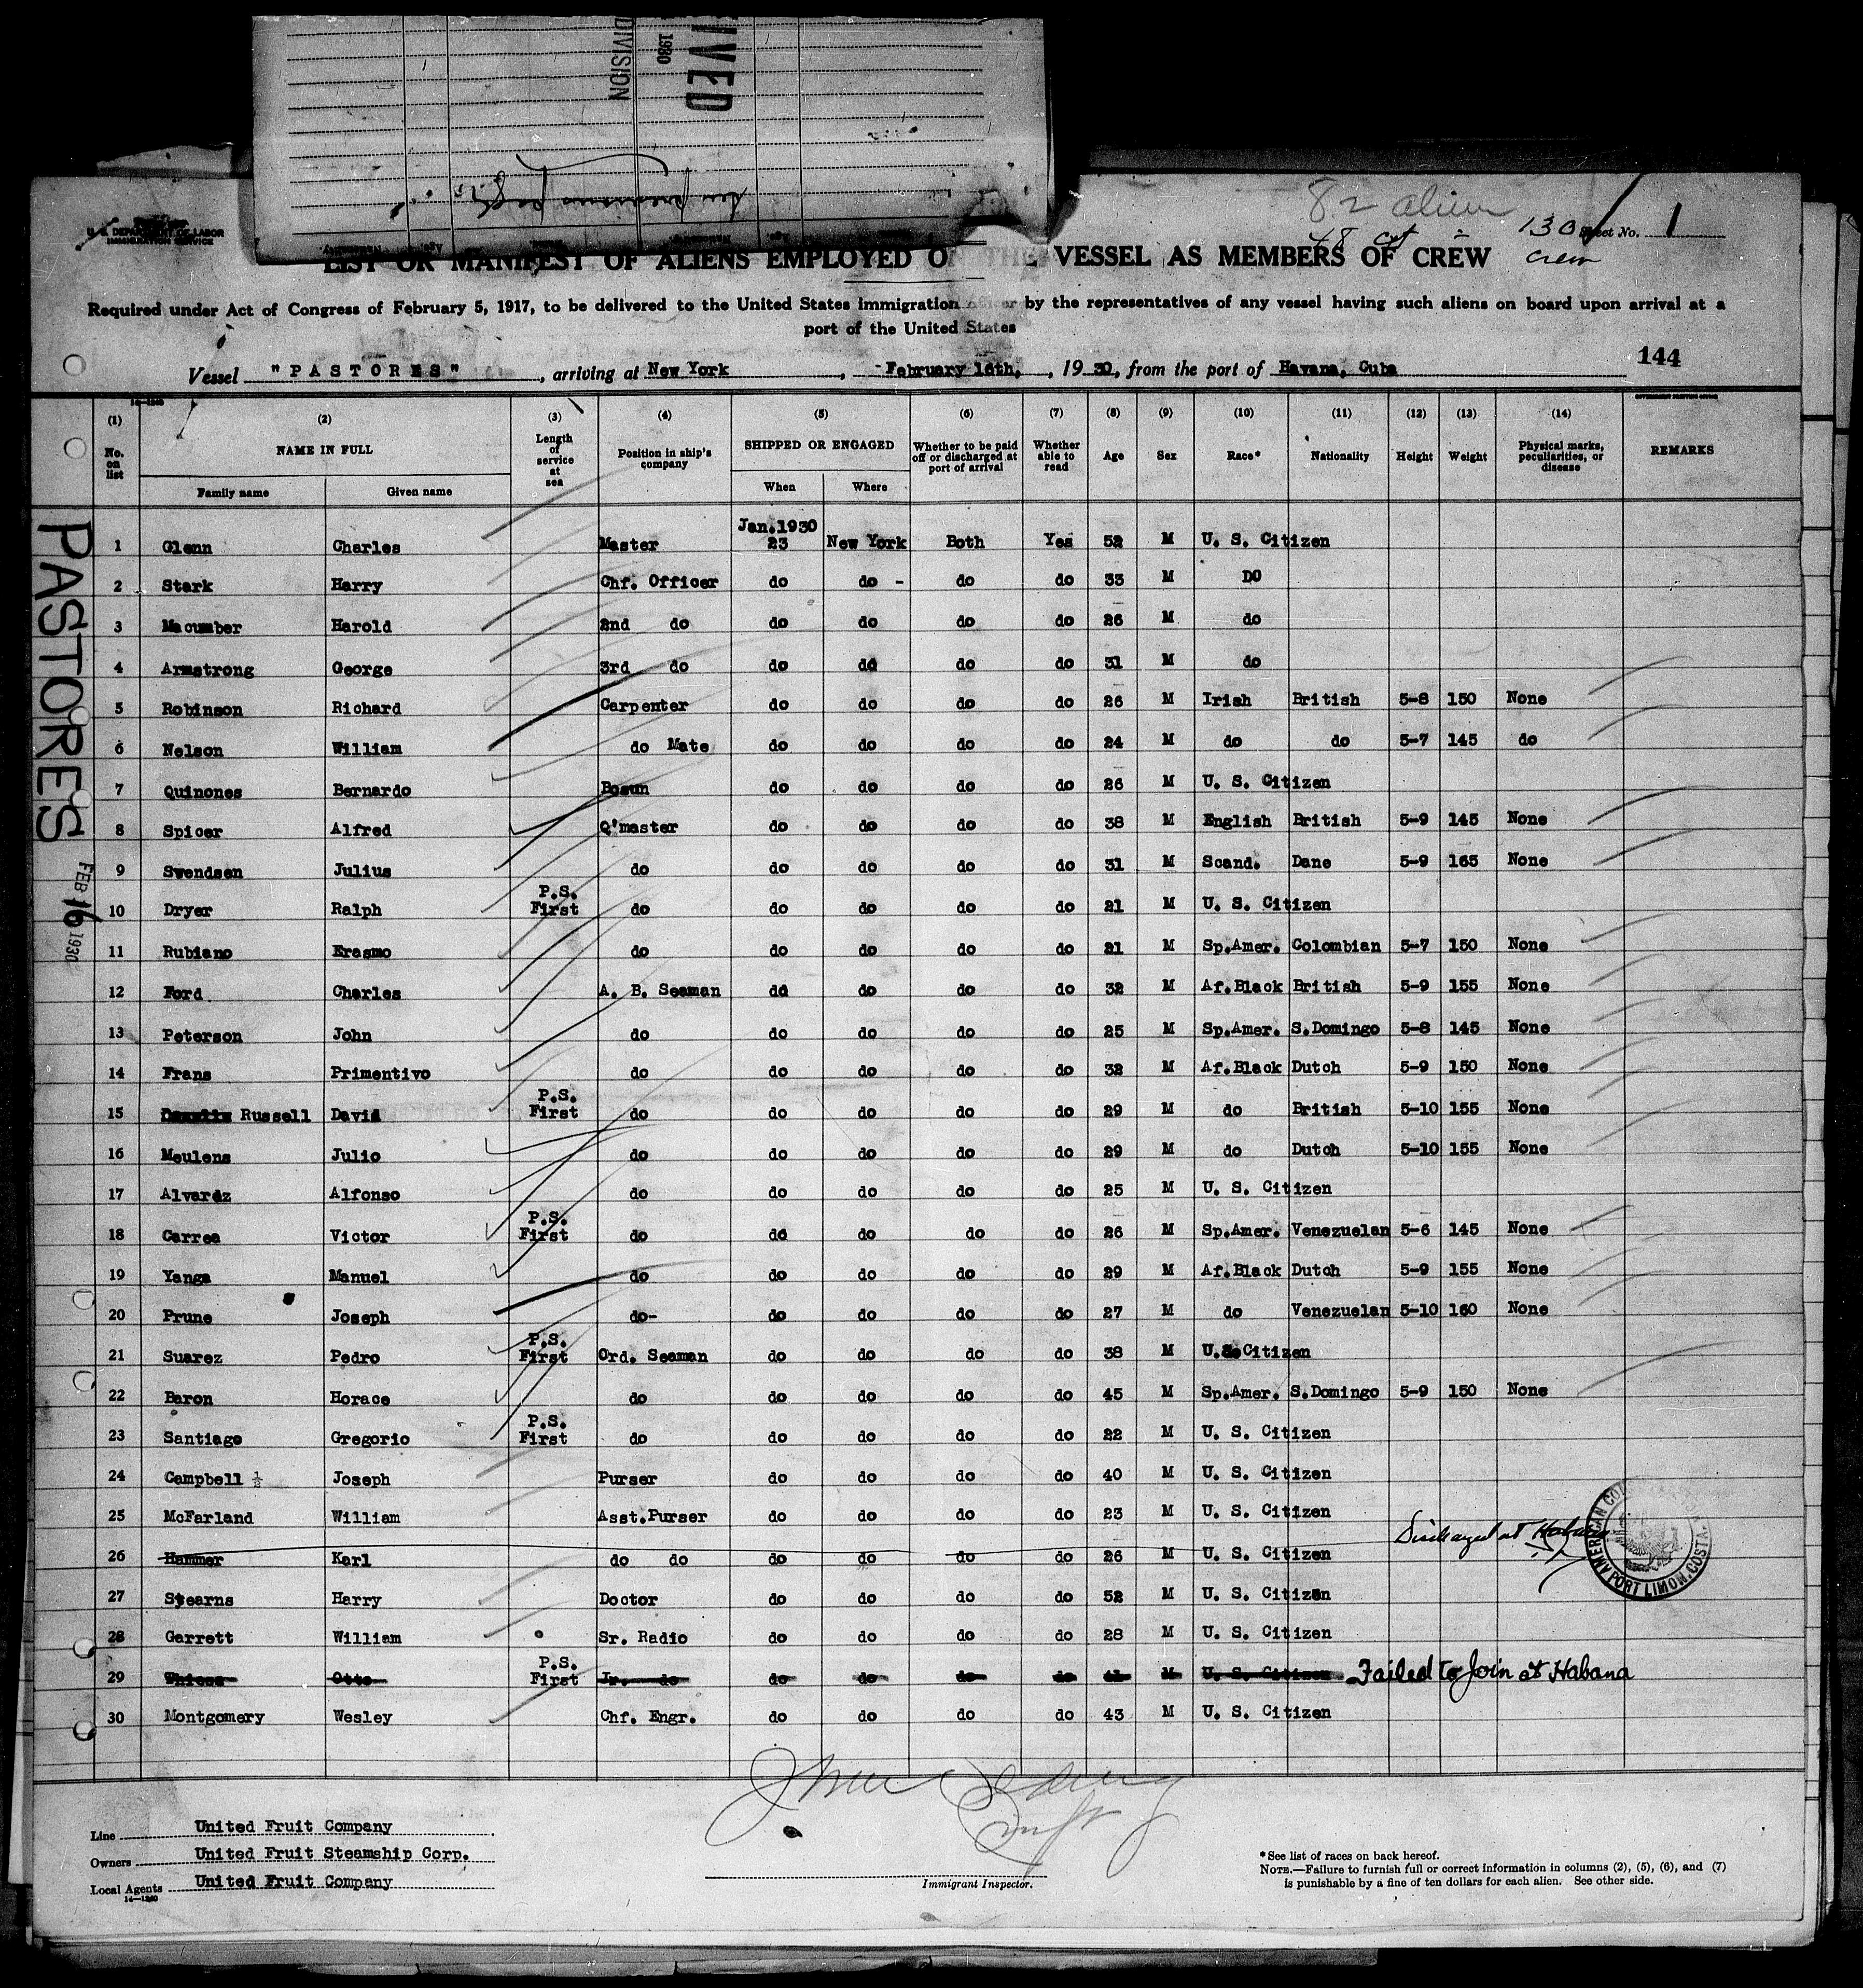 IVED
1930
DIVISION
82 alien
48 cit
130
crew
Sheet No. 1
U. S. DEPARTMENT OF LABOR
IMMIGRATION SERVICE
LIST OR MANIFEST OF ALIENS EMPLOYED O THE VESSEL AS MEMBERS OF CREW
Required under Act of Congress of February 5, 1917, to be delivered to the United States immigration officer by the representatives of any vessel having such aliens on board upon arrival at a
port of the United States
144
Vessel "PASTORES", arriving at New York, February 16th, 1930, from the port of Havana, Cuba
14-1240
(1) (2) (3) (4) (5) (6) (7) (8) (9) (10) (11) (12) (13) (14)
No. on list NAME IN FULL Length of service at sea Position in ship's company SHIPPED OR ENGAGED Whether to be paid off or discharged at port of arrival Whether able to read Age Sex Race* Nationality Height Weight Physical marks, peculiarities, or disease REMARKS
Family name Given name When Where
PASTORES
FEB 16 1930
Jan.1930
1 Glenn Charles Master 23 New York Both Yes 52 M U. S. Citizen
2 Stark Harry Chf. Officer do do - do do 33 M DO
3 Macumber Harold 2nd do do do do do 26 M do
4 Armstrong George 3rd do do do do do 31 M do
5 Robinson Richard Carpenter do do do do 26 M Irish British 5-8 150 None
6 Nelson William do Mate do do do do 24 M do do 5-7 145 do
7 Quinones Bernardo Bosun do do do do 26 M U. S. Citizen
8 Spicer Alfred Q'master do do do do 38 M English British 5-9 145 None
9 Swendsen Julius do do do do do 31 M Scand. Dane 5-9 165 None
P.S.
10 Dryer Ralph First do do do do do 21 M U. S. Citizen
11 Rubiano Erasmo do do do do do 21 M Sp.Amer. Colombian 5-7 150 None
12 Ford Charles A. B. Seaman do do do do 32 M Af.Black British 5-9 155 None
13 Peterson John do do do do do 25 M Sp.Amer. S.Domingo 5-8 145 None
14 Frans Primentivo do do do do do 32 M Af.Black Dutch 5-9 150 None
P.S.
15 Russell David First do do do do do 29 M do British 5-10 155 None
16 Meulens Julio do do do do do 29 M do Dutch 5-10 155 None
17 Alvarez Alfonso do do do do do 25 M U. S. Citizen
P.S.
18 Carrea Victor First do do do do do 26 M Sp.Amer. Venezuelan 5-6 145 None
19 Yanga Manuel do do do do do 29 M Af.Black Dutch 5-9 155 None
20 Prune Joseph do- do do do do 27 M do Venezuelan 5-10 160 None
P.S.
21 Suarez Pedro First Ord. Seaman do do do do 38 M U.S.Citizen
22 Baron Horace do do do do do 45 M Sp.Amer. S.Domingo 5-9 150 None
P.S.
23 Santiago Gregorio First do do do do do 22 M U. S. Citizen
24 Campbell ½ Joseph Purser do do do do 40 M U. S. Citizen
25 McFarland William Asst.Purser do do do do 23 M U. S. Citizen
Discharged at Habana
26 Hammer Karl do do do do do do 26 M U. S. Citizen
AMERICAN CO PORT LIMON, COSTA
27 Stearns Harry Doctor do do do do 52 M U. S. Citizen
28 Garrett William Sr. Radio do do do do 28 M U. S. Citizen
P.S.
29 Otto First Jr. do do do do do 41 M U. S. Citizen Failed to Join at Habana
30 Montgomery Wesley Chf. Engr. do do do do 43 M U. S. Citizen
Line United Fruit Company
Owners United Fruit Steamship Corp.
Local Agents United Fruit Company
14-1240
Immigrant Inspector.
*See list of races on back hereof.
NOTE.—Failure to furnish full or correct information in columns (2), (5), (6), and (7)
is punishable by a fine of ten dollars for each alien. See other side.